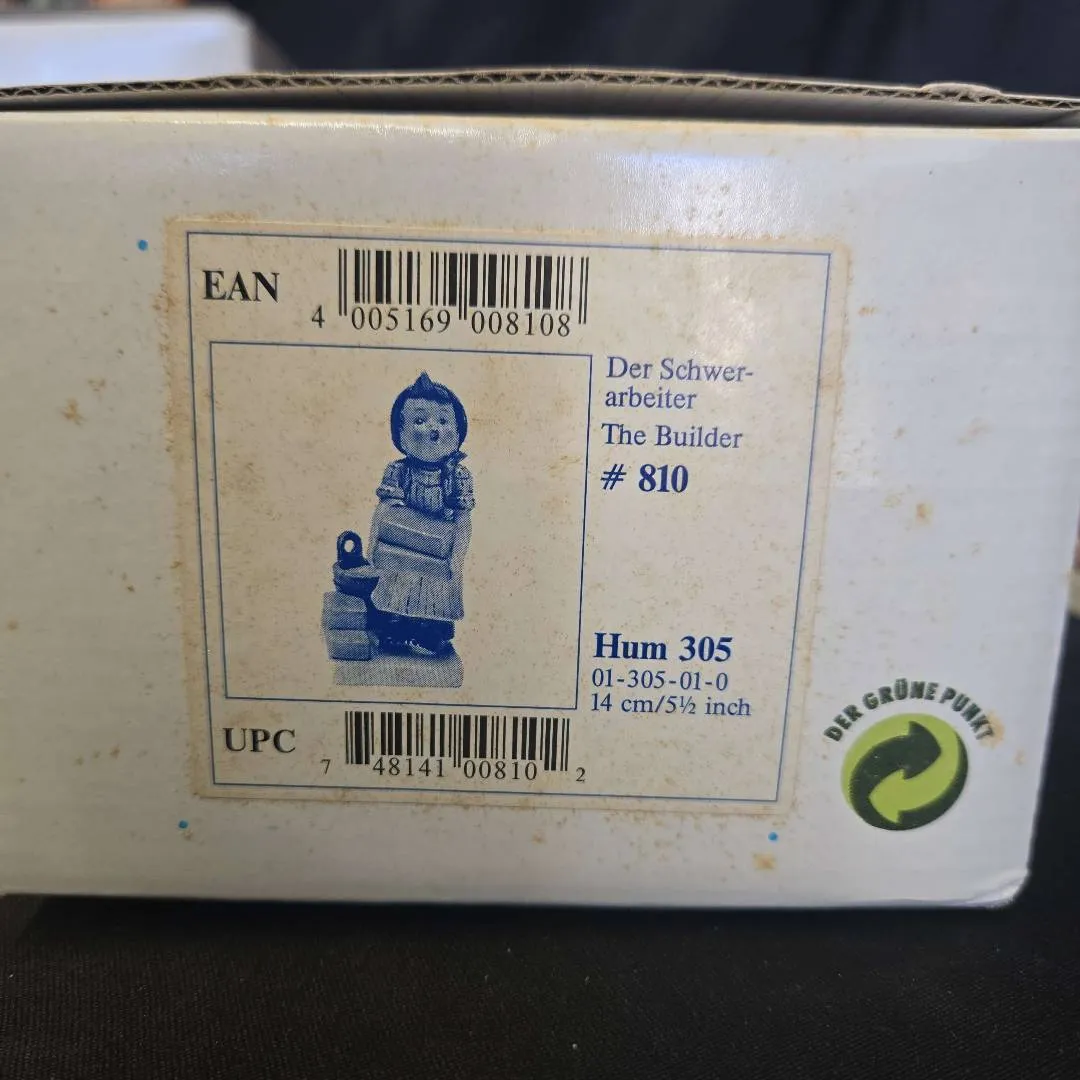 EAN
4 005169 008108
Der Schwer-
arbeiter
The Builder
# 810
Hum 305
01-305-01-0
14 cm/5½ inch
UPC
7 48141 00810 2
DER GRÜNE PUNKT